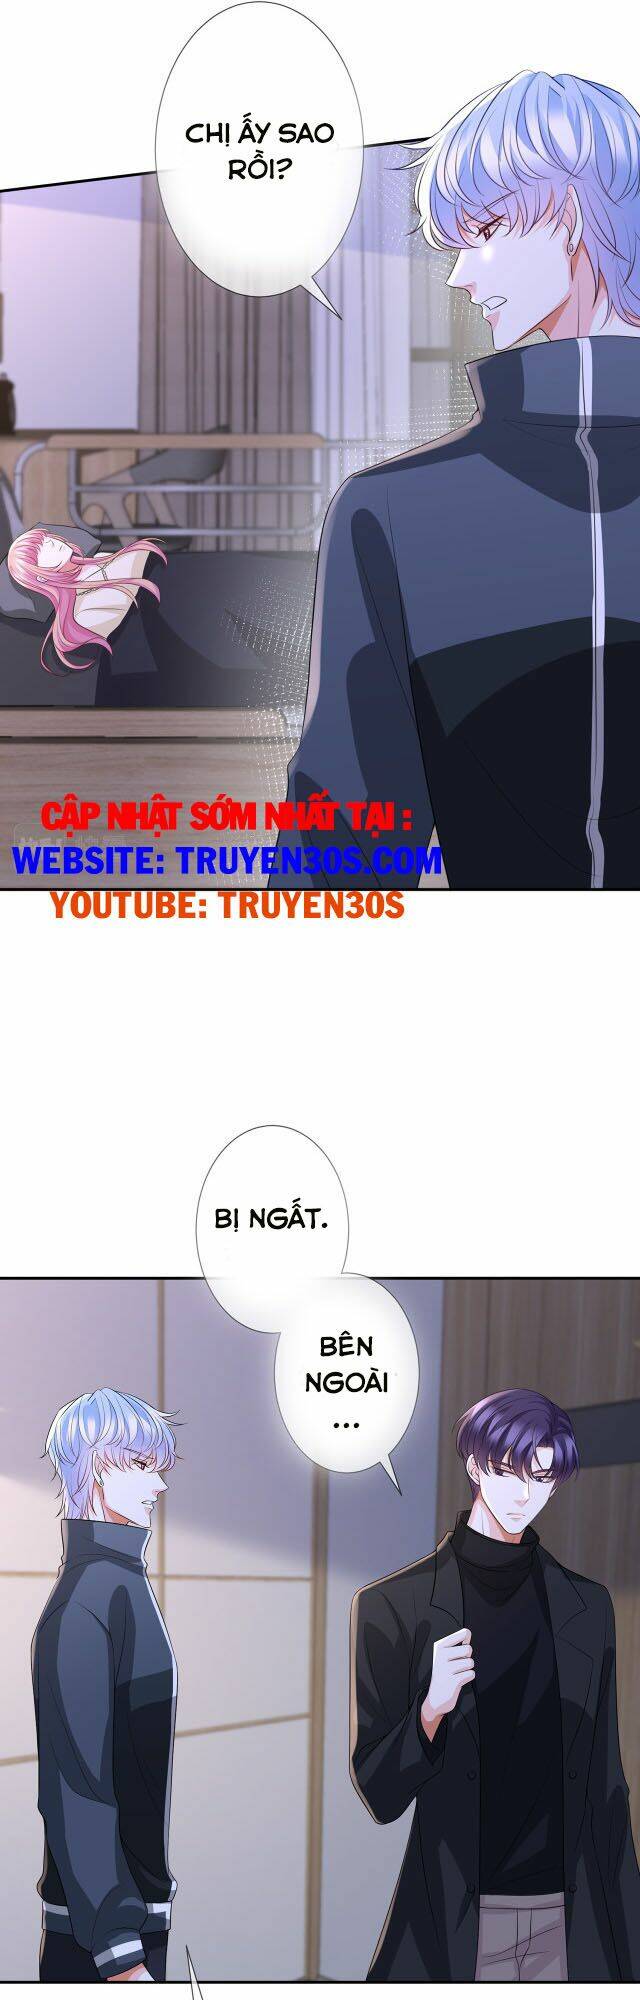 CHỊ ẤY SAO
RỒI?
CẬP NHẬT SỚM NHẤT TẠI :
WEBSITE: TRUYEN30S.COM
YOUTUBE: TRUYEN30S
BỊ NGẤT.
BÊN
NGOÀI
...